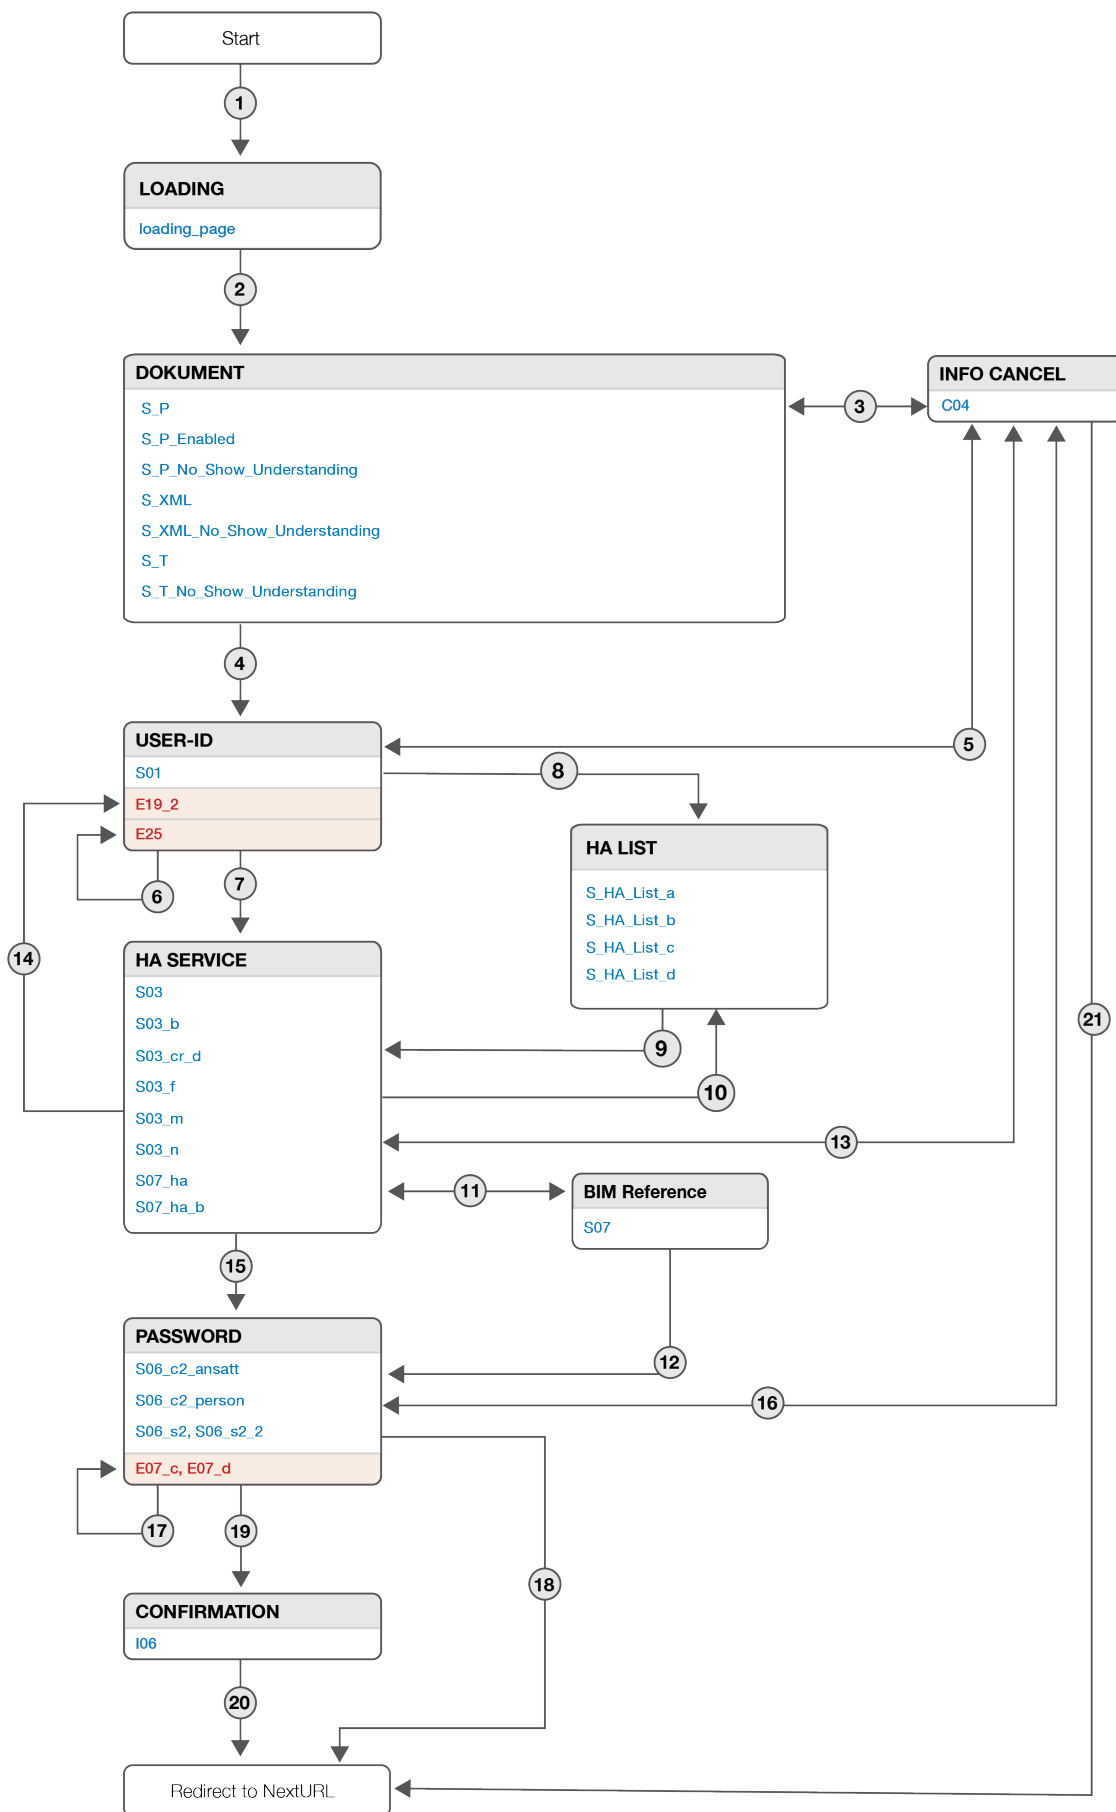 Start
1
LOADING
loading_page
2
DOKUMENT
S_P
S_P_Enabled
S_P_No_Show_Understanding
S_XML
S_XML_No_Show_Understanding
S_T
S_T_No_Show_Understanding
3
INFO CANCEL
C04
4
USER-ID
S01
E19_2
E25
5
8
6
7
HA LIST
S_HA_List_a
S_HA_List_b
S_HA_List_c
S_HA_List_d
14
HA SERVICE
S03
S03_b
S03_cr_d
S03_f
S03_m
S03_n
S07_ha
S07_ha_b
9
10
21
13
11
BIM Reference
S07
15
12
PASSWORD
S06_c2_ansatt
S06_c2_person
S06_s2, S06_s2_2
E07_c, E07_d
16
17
19
18
CONFIRMATION
I06
20
Redirect to NextURL